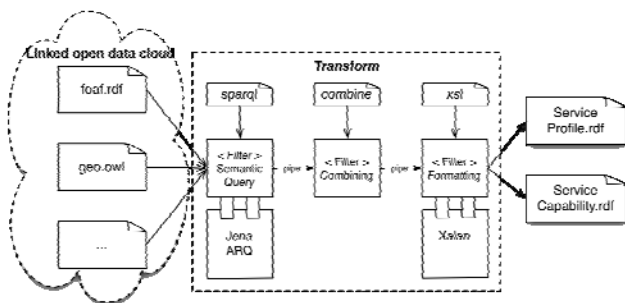 Linked open data cloud
foaf.rdf
geo.owl
...
Transform
sparql
combine
xsl
< Filter >
Semantic
Query
pipe
< Filter >
Combining
pipe
< Filter >
Formatting
Jena
ARQ
Xalan
Service
Profile.rdf
Service
Capability.rdf